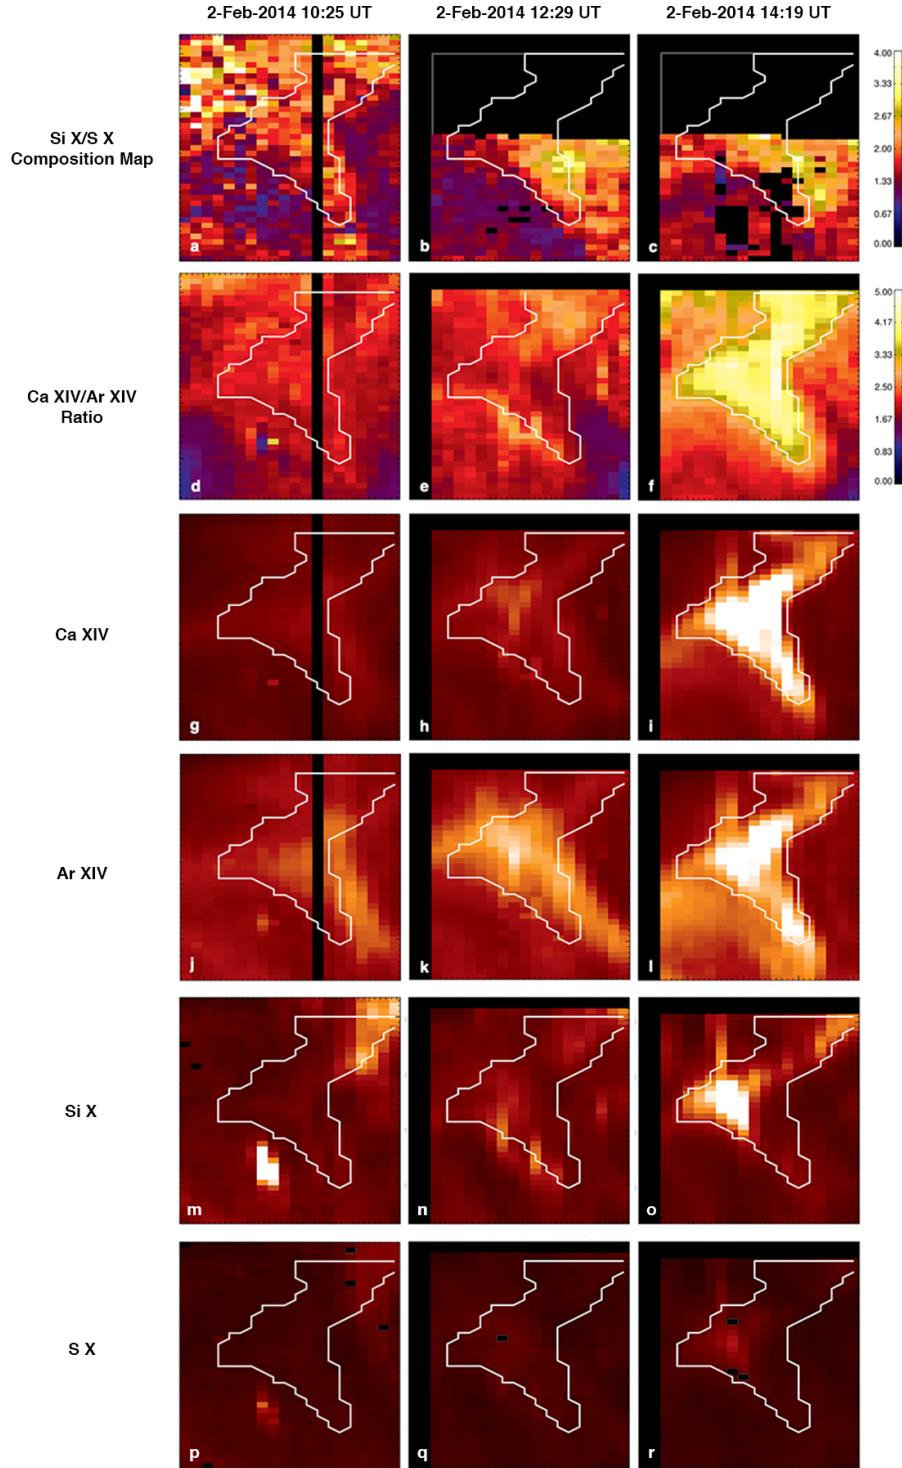 2-Feb-2014 10:25 UT 2-Feb-2014 12:29 UT 2-Feb-2014 14:19 UT
Si X/S X
Composition Map
a b c
4.00
3.33
2.67
2.00
1.33
0.67
0.00
Ca XIV/Ar XIV
Ratio
d e f
5.00
4.17
3.33
2.50
1.67
0.83
0.00
Ca XIV
g h i
Ar XIV
j k l
Si X
m n o
S X
p q r